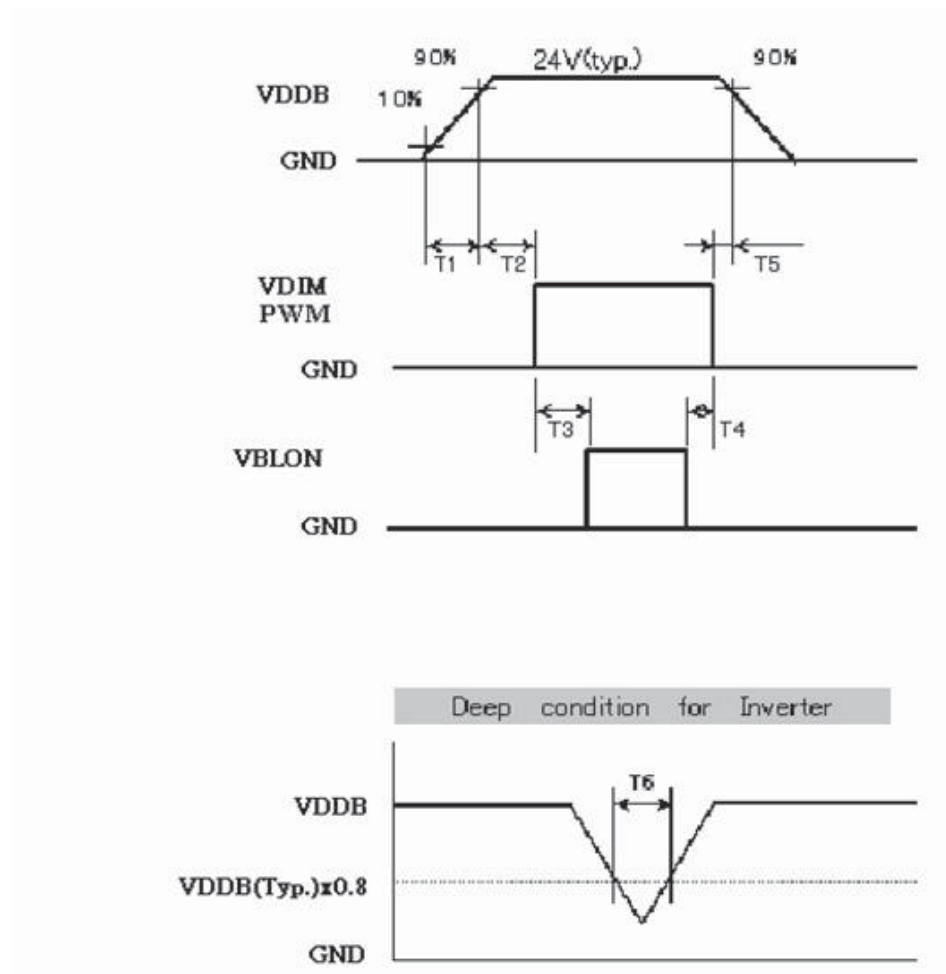 90% 24V(typ.) 90%
VDDB 10%
GND
T1 T2 T5
VDIM
PWM
GND
T3 T4
VBLON
GND
Deep condition for Inverter
T6
VDDB
VDDB(Typ.)x0.8
GND